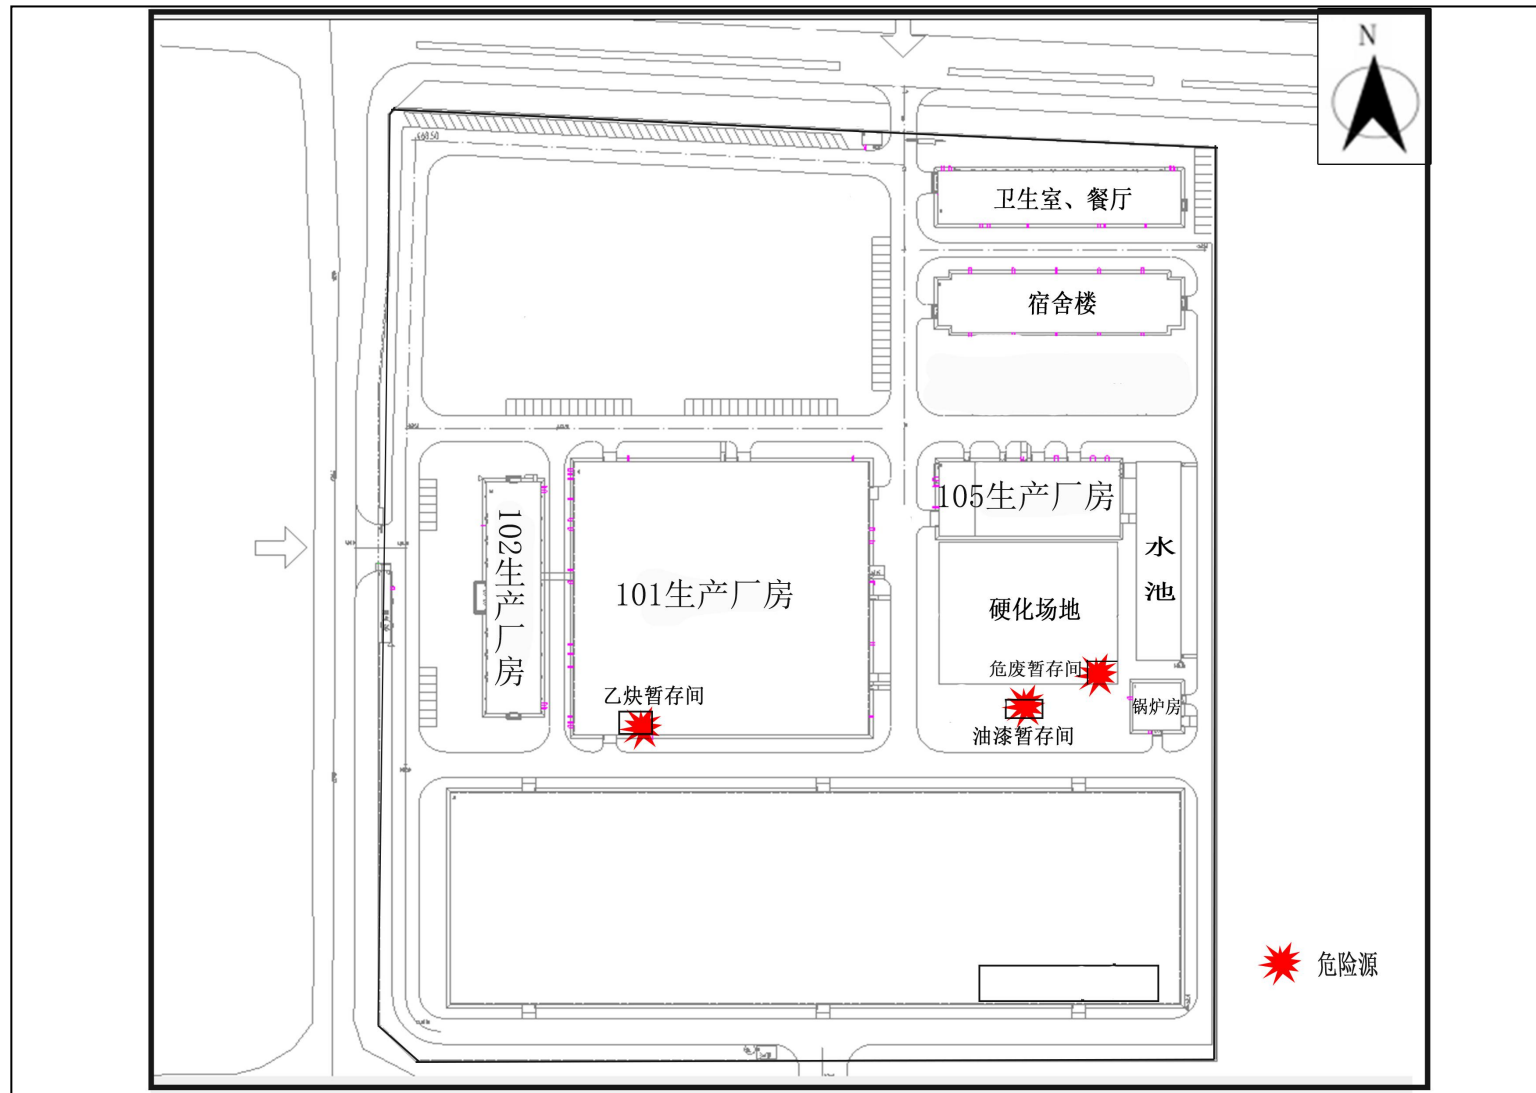 N
卫生室、餐厅
宿舍楼
105生产厂房
102生产厂房
101生产厂房
水池
硬化场地
危废暂存间
乙炔暂存间
锅炉房
油漆暂存间
危险源